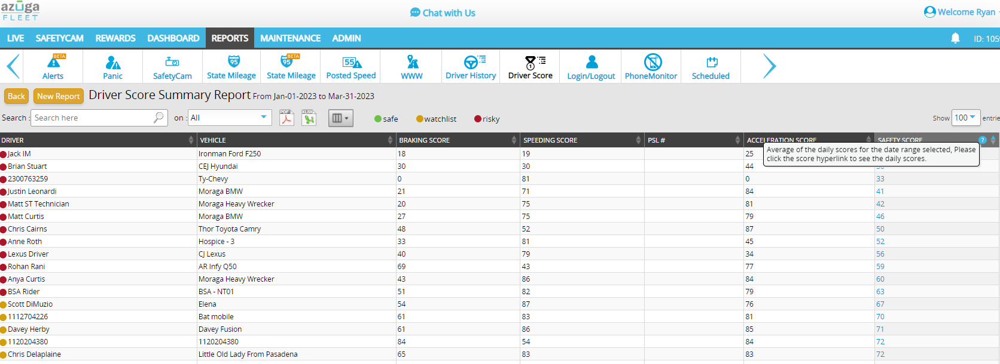 azuga
FLEET
Chat with Us
Welcome Ryan
LIVE SAFETYCAM REWARDS DASHBOARD REPORTS MAINTENANCE ADMIN
ID: 105
BETA BETA
Alerts Panic SafetyCam State Mileage State Mileage Posted Speed WWW Driver History Driver Score Login/Logout PhoneMonitor Scheduled
Back New Report Driver Score Summary Report From Jan-01-2023 to Mar-31-2023
Search : Search here on : All PDF XLSX safe watchlist risky Show 100 entrie
DRIVER VEHICLE BRAKING SCORE SPEEDING SCORE PSL # ACCELERATION SCORE SAFETY SCORE ?
Average of the daily scores for the date range selected, Please
click the score hyperlink to see the daily scores.
Jack IM Ironman Ford F250 18 19 25
Brian Stuart CEJ Hyundai 30 30 44
2300763259 Ty-Chevy 0 81 0 33
Justin Leonardi Moraga BMW 21 71 84 41
Matt ST Technician Moraga Heavy Wrecker 20 75 81 42
Matt Curtis Moraga BMW 27 75 79 46
Chris Cairns Thor Toyota Camry 48 52 87 50
Anne Roth Hospice - 3 33 81 45 52
Lexus Driver CJ Lexus 40 79 34 56
Rohan Rani AR Infy Q50 69 43 77 59
Anya Curtis Moraga Heavy Wrecker 43 86 84 60
BSA Rider BSA - NT01 51 82 79 63
Scott DiMuzio Elena 54 87 76 67
1112704226 Bat mobile 61 83 81 70
Davey Herby Davey Fusion 61 86 85 71
1120204380 1120204380 84 54 84 72
Chris Delaplaine Little Old Lady From Pasadena 65 83 83 72